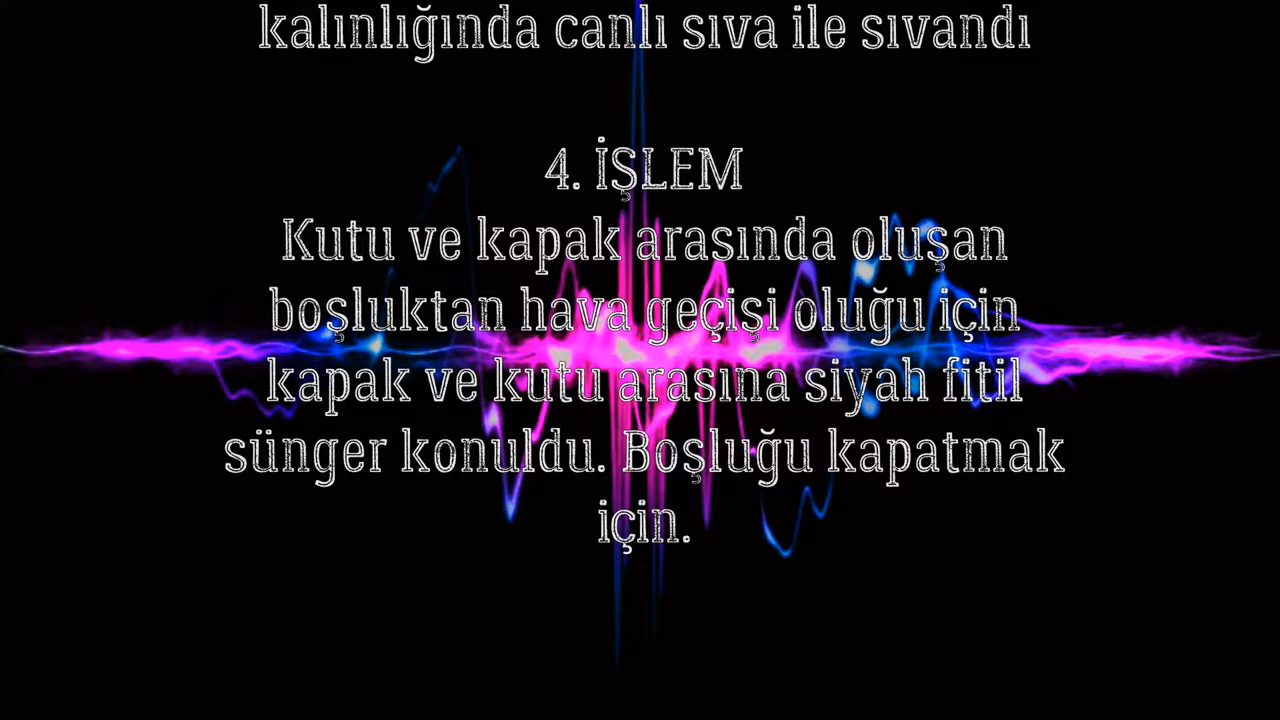 kalınlığında canlı sıva ile sıvandı
4. İŞLEM
Kutu ve kapak arasında oluşan
boşluktan hava geçişi oluğu için
kapak ve kutu arasına siyah fitil
sünger konuldu. Boşluğu kapatmak
için.